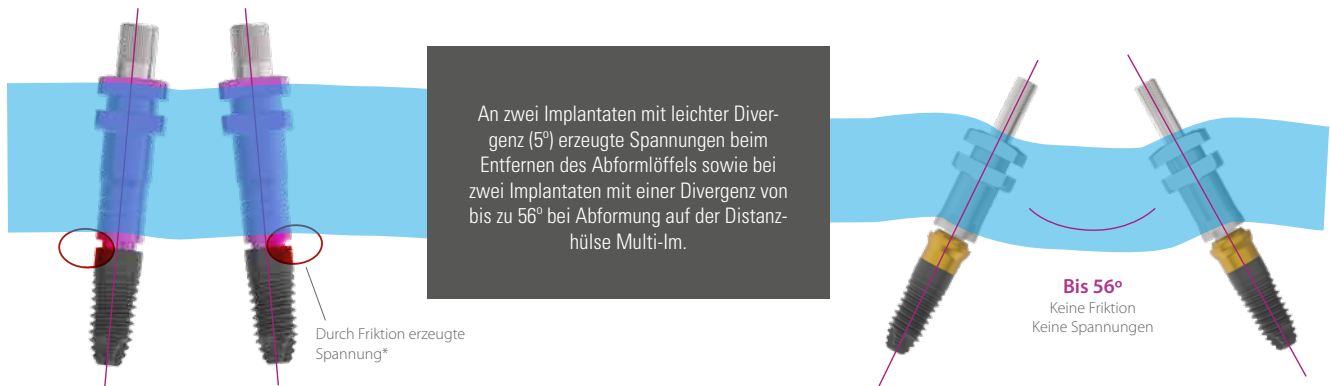 An zwei Implantaten mit leichter Diver-
genz (5º) erzeugte Spannungen beim
Entfernen des Abformlöffels sowie bei
zwei Implantaten mit einer Divergenz von
bis zu 56º bei Abformung auf der Distanz-
hülse Multi-Im.
Durch Friktion erzeugte
Spannung*
Bis 56º
Keine Friktion
Keine Spannungen